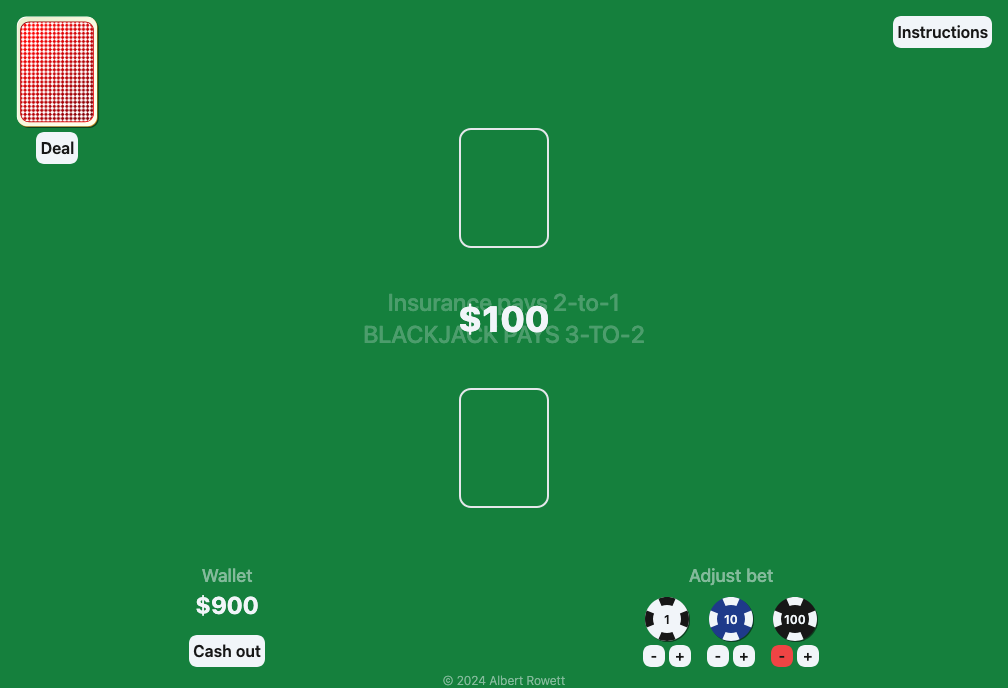 Instructions
Deal
Insurance pays 2-to-1
$100
BLACKJACK PAYS 3-TO-2
Wallet
$900
Cash out
Adjust bet
1 10 100
- + - + - +
© 2024 Albert Rowett